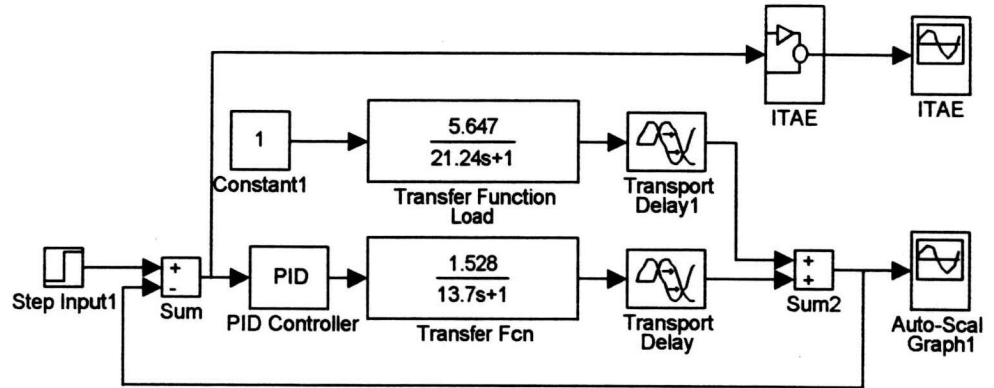 ITAE
ITAE
1
Constant1
5.647
21.24s+1
Transfer Function
Load
Transport
Delay1
Step Input1
+
-
Sum
PID
PID Controller
1.528
13.7s+1
Transfer Fcn
Transport
Delay
+
+
Sum2
Auto-Scal
Graph1